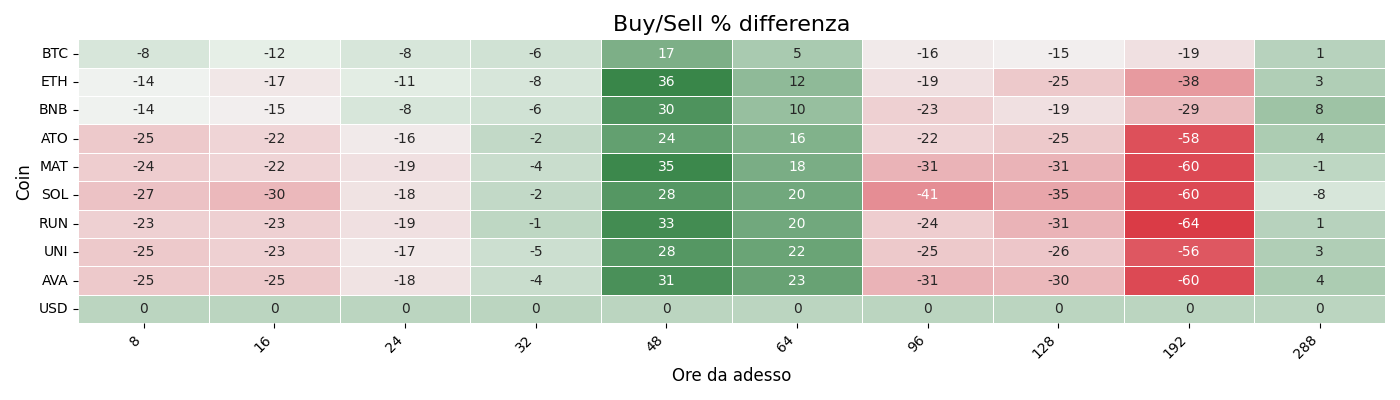 Buy/Sell % differenza
Coin
BTC -8 -12 -8 -6 17 5 -16 -15 -19 1
ETH -14 -17 -11 -8 36 12 -19 -25 -38 3
BNB -14 -15 -8 -6 30 10 -23 -19 -29 8
ATO -25 -22 -16 -2 24 16 -22 -25 -58 4
MAT -24 -22 -19 -4 35 18 -31 -31 -60 -1
SOL -27 -30 -18 -2 28 20 -41 -35 -60 -8
RUN -23 -23 -19 -1 33 20 -24 -31 -64 1
UNI -25 -23 -17 -5 28 22 -25 -26 -56 3
AVA -25 -25 -18 -4 31 23 -31 -30 -60 4
USD 0 0 0 0 0 0 0 0 0 0
8 16 24 32 48 64 96 128 192 288
Ore da adesso